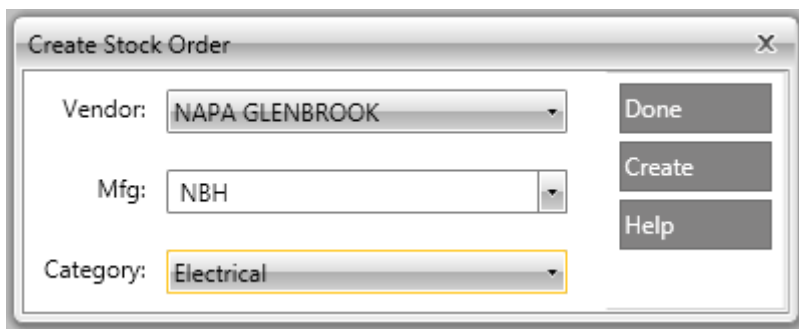 Create Stock Order
Vendor: NAPA GLENBROOK
Mfg: NBH
Category: Electrical
Done
Create
Help